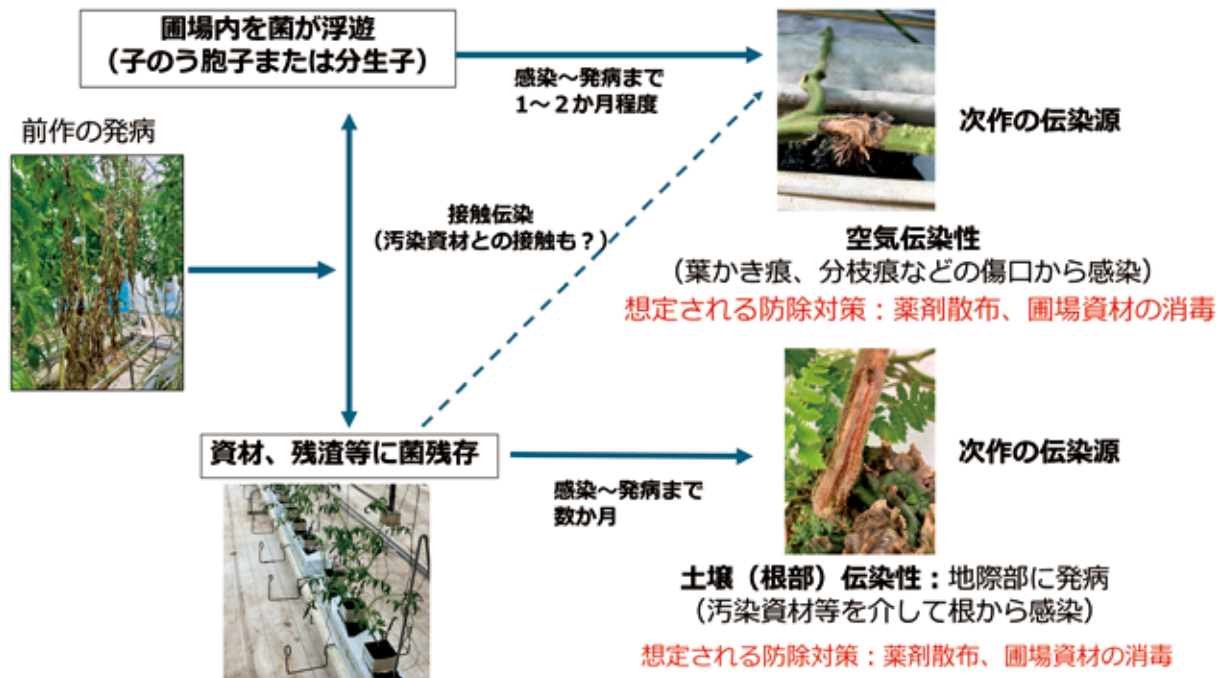 圃場内を菌が浮遊
（子のう胞子または分生子）
感染～発病まで
1～２か月程度
次作の伝染源
前作の発病
接触伝染
（汚染資材との接触も？）
空気伝染性
（葉かき痕、分枝痕などの傷口から感染）
想定される防除対策：薬剤散布、圃場資材の消毒
資材、残渣等に菌残存
感染～発病まで
数か月
次作の伝染源
土壌（根部）伝染性：地際部に発病
（汚染資材等を介して根から感染）
想定される防除対策：薬剤散布、圃場資材の消毒